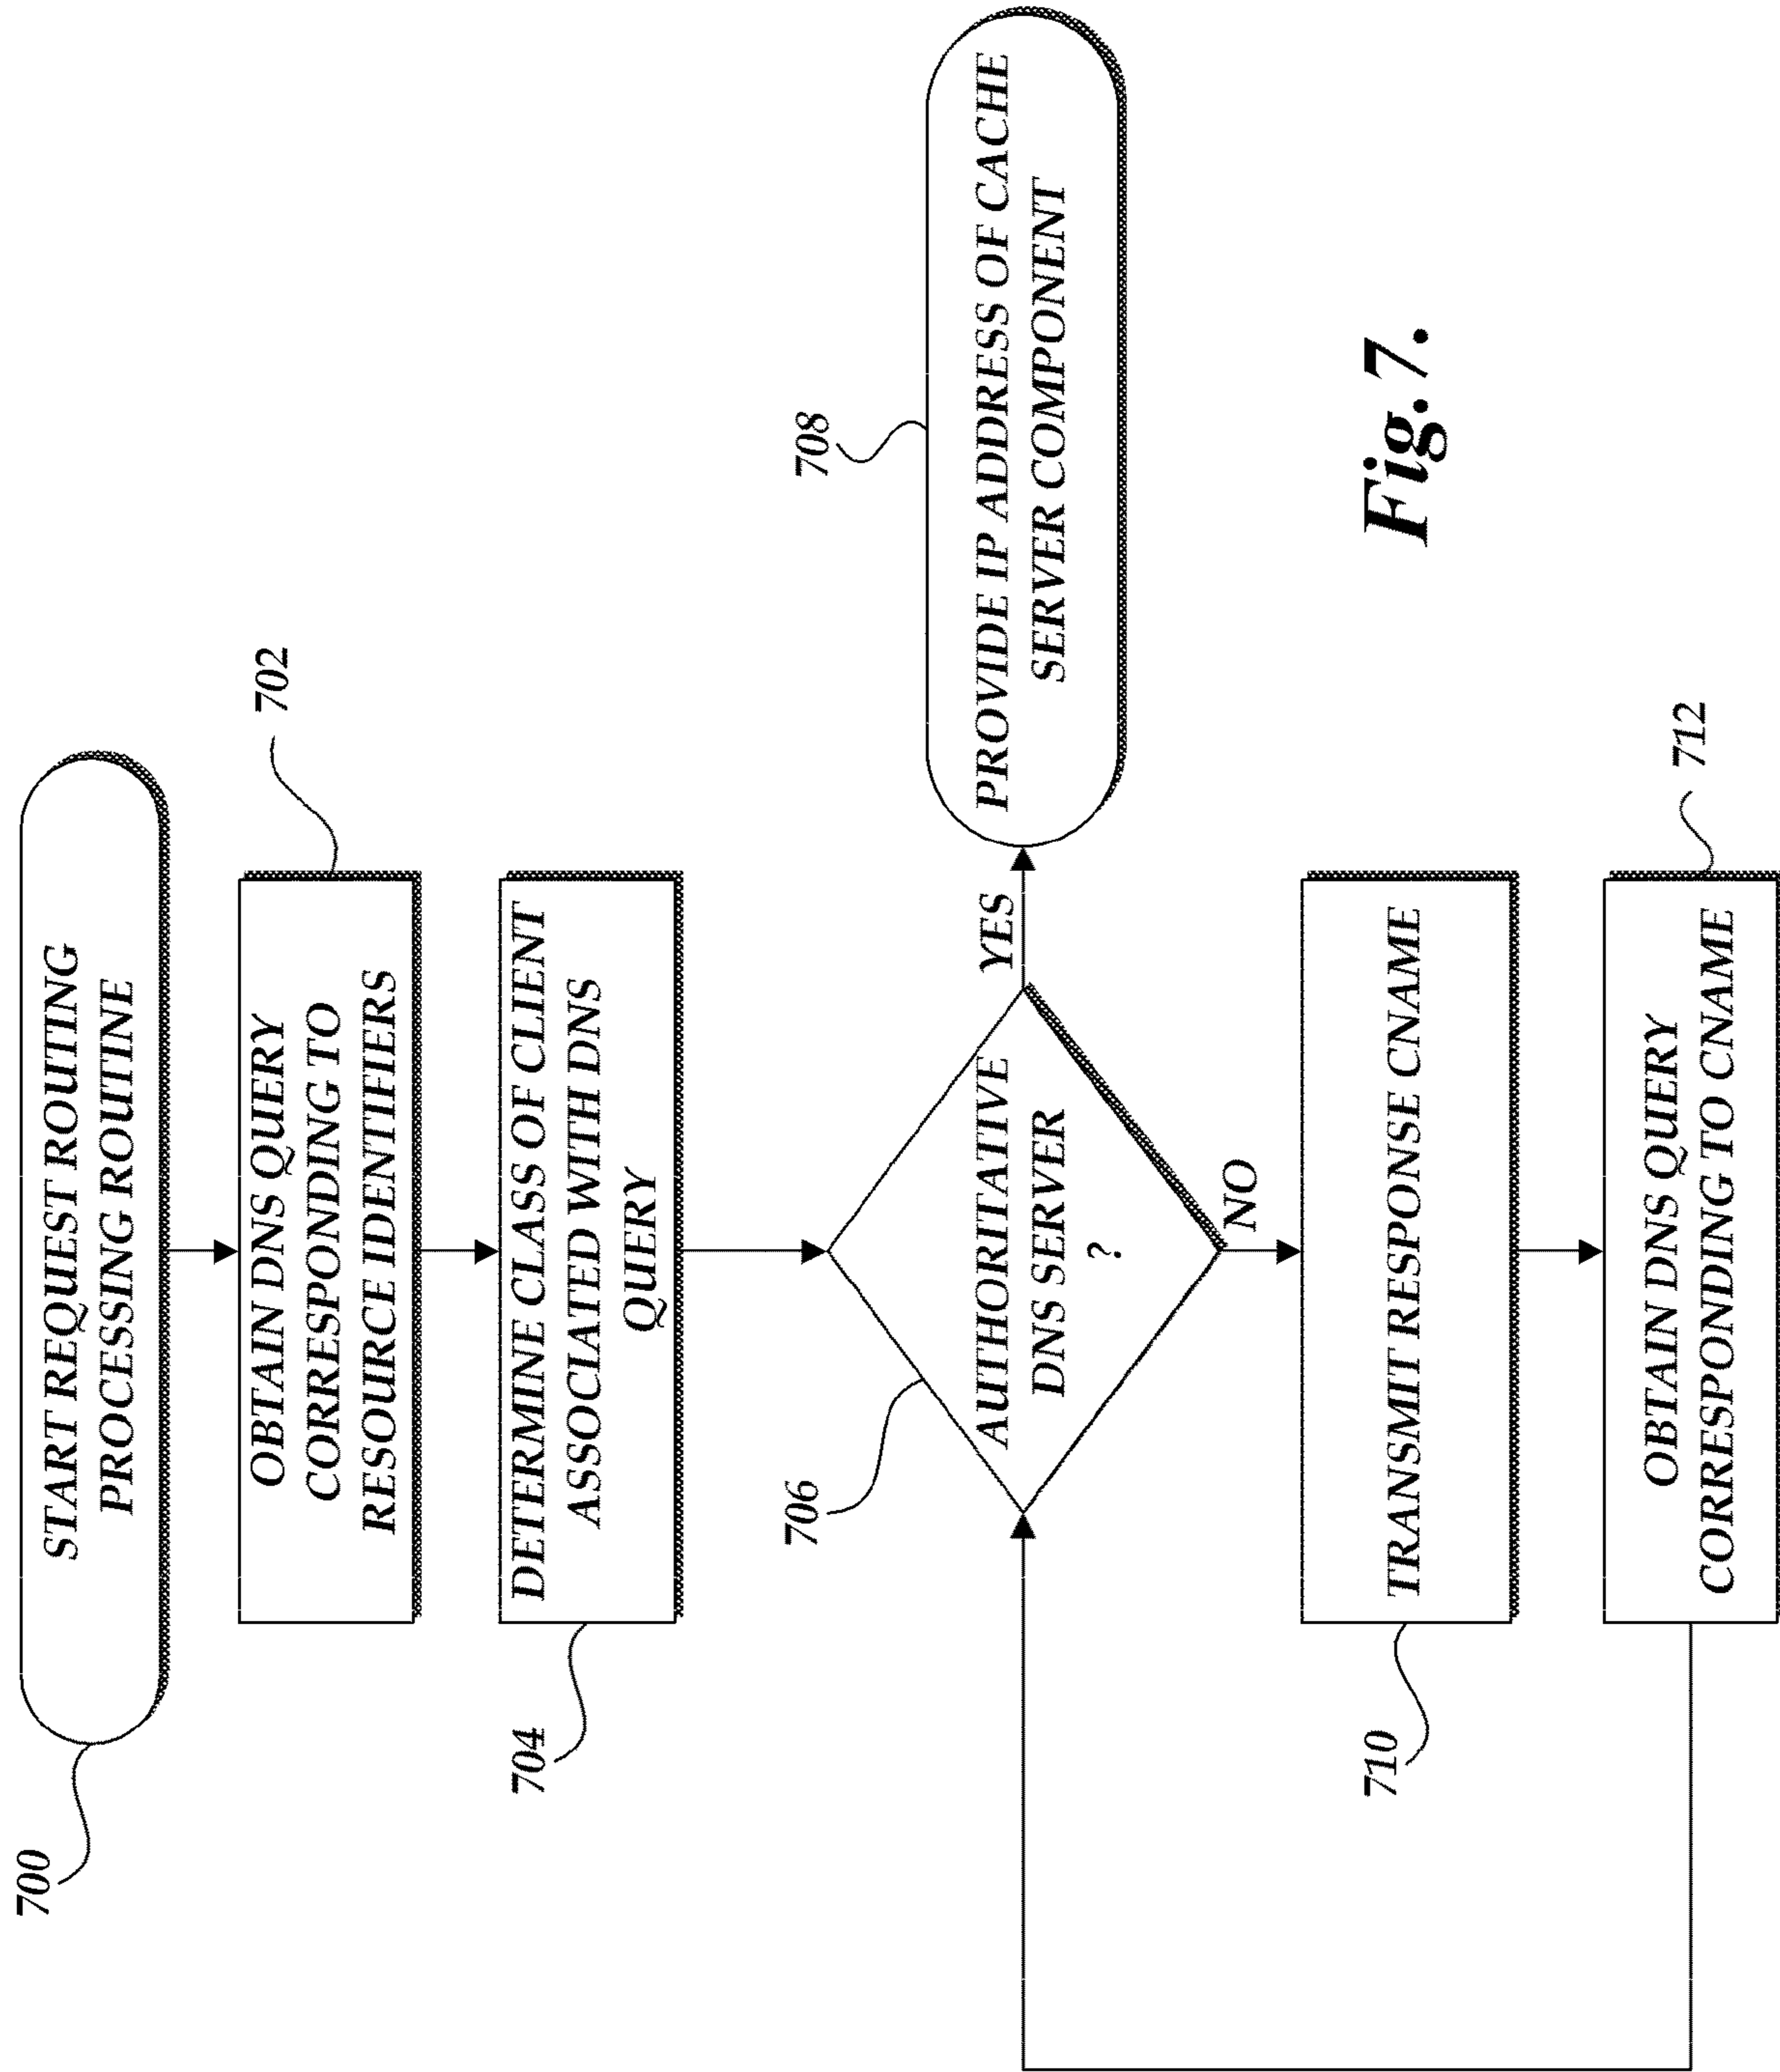 700
START REQUEST ROUTING
PROCESSING ROUTINE
702
OBTAIN DNS QUERY
CORRESPONDING TO
RESOURCE IDENTIFIERS
704
DETERMINE CLASS OF CLIENT
ASSOCIATED WITH DNS
QUERY
706
AUTHORITATIVE
DNS SERVER
?
YES
708
PROVIDE IP ADDRESS OF CACHE
SERVER COMPONENT
NO
710
TRANSMIT RESPONSE CNAME
712
OBTAIN DNS QUERY
CORRESPONDING TO CNAME
Fig.7.